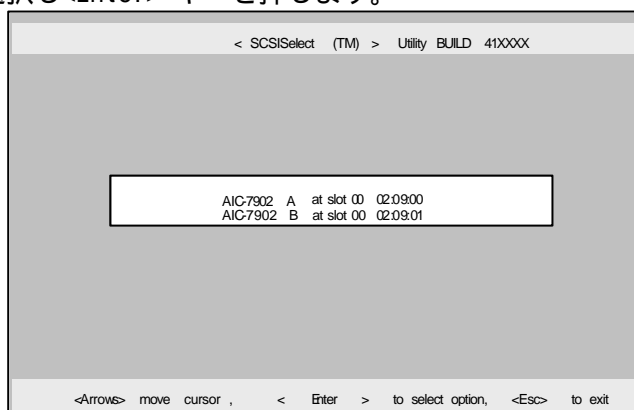 < SCSISelect (TM) > Utility BUILD 41XXXX
AIC-7902 A at slot 00 02:09:00
AIC-7902 B at slot 00 02:09:01
<Arrows> move cursor , < Enter > to select option, <Esc> to exit